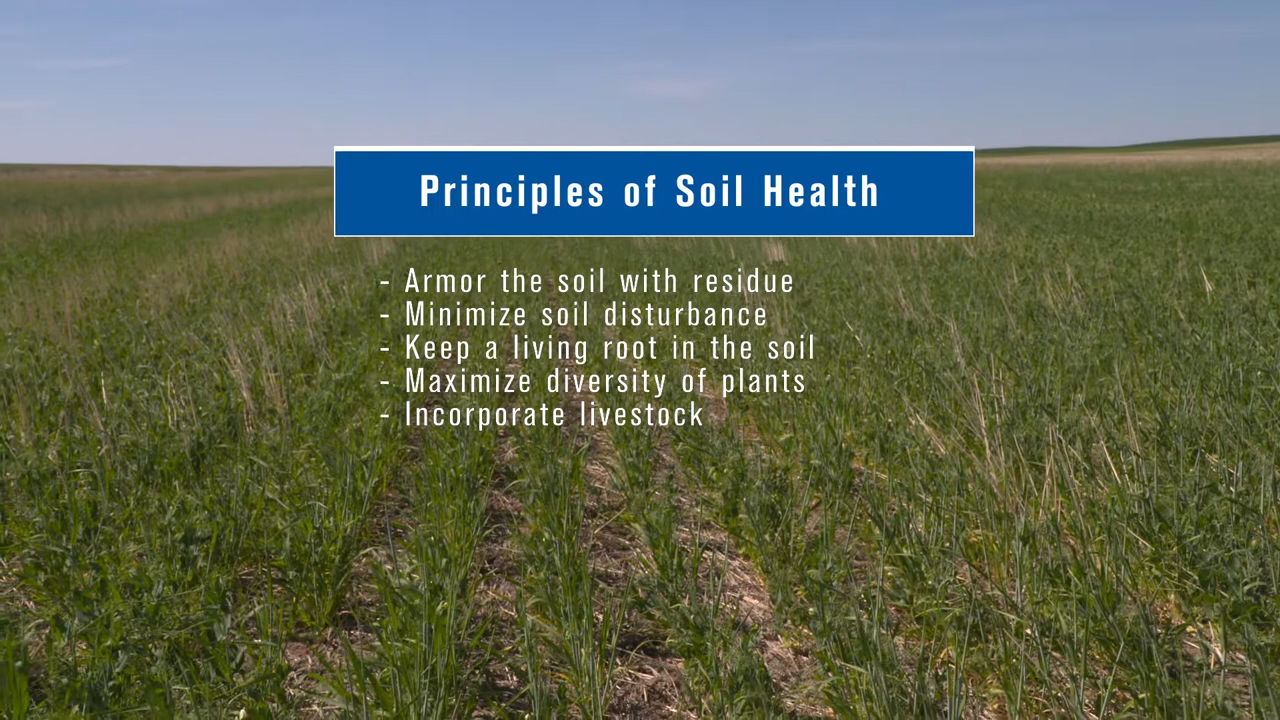 Principles of Soil Health
- Armor the soil with residue
- Minimize soil disturbance
- Keep a living root in the soil
- Maximize diversity of plants
- Incorporate livestock